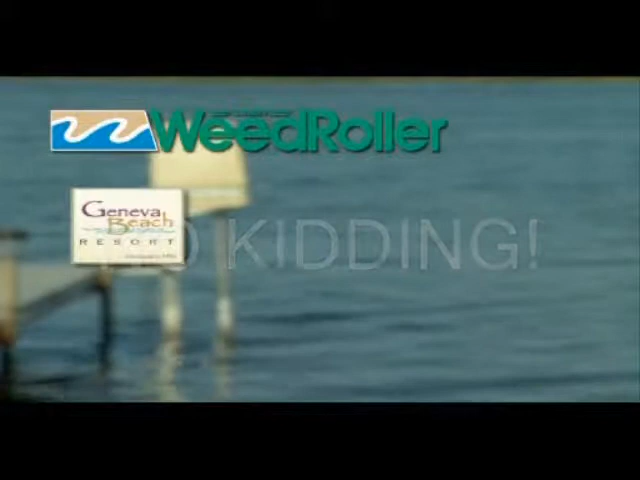 WeedRoller
Geneva
Beach
RESORT
KIDDING!